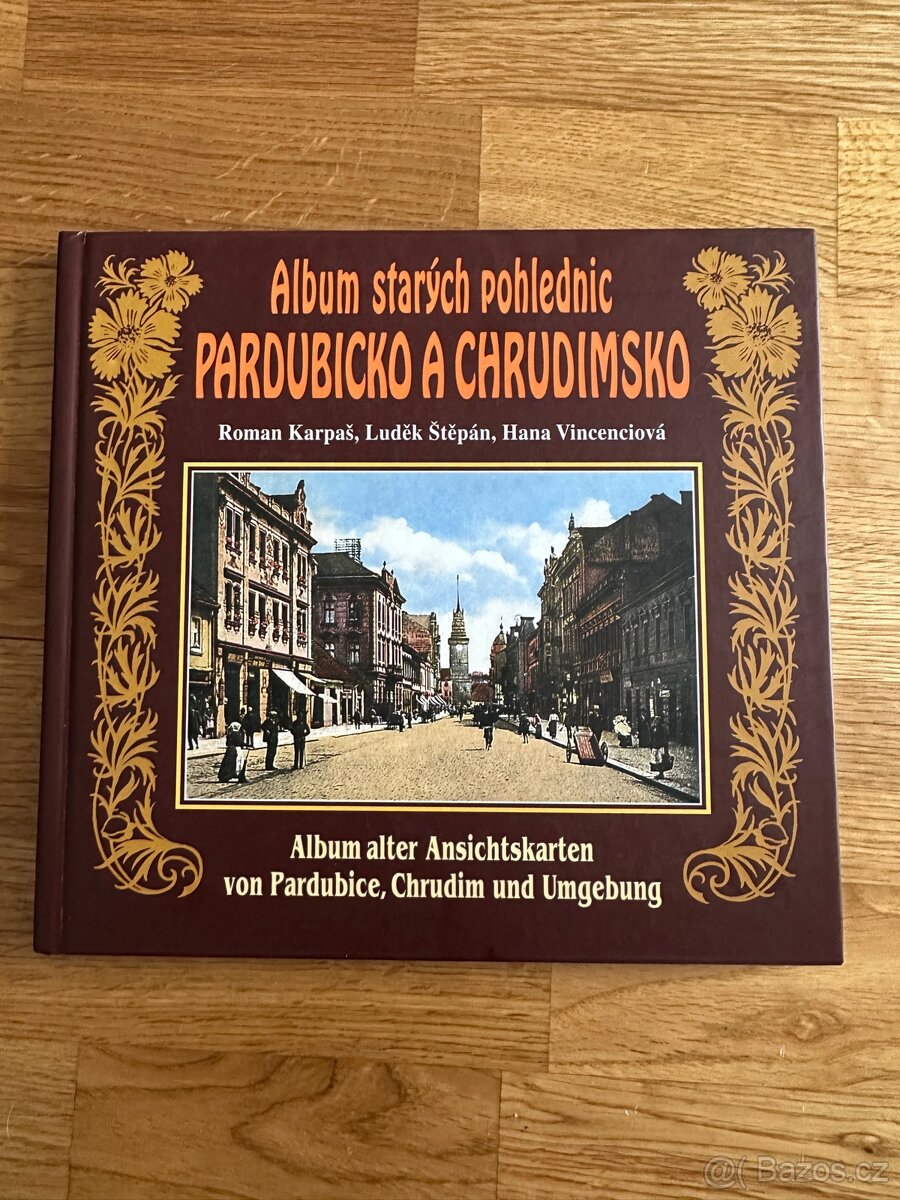 Album starých pohlednic
PARDUBICKO A CHRUDIMSKO
Roman Karpaš, Luděk Štěpán, Hana Vincenciová
Album alter Ansichtskarten
von Pardubice, Chrudim und Umgebung
@( Bazos.cz